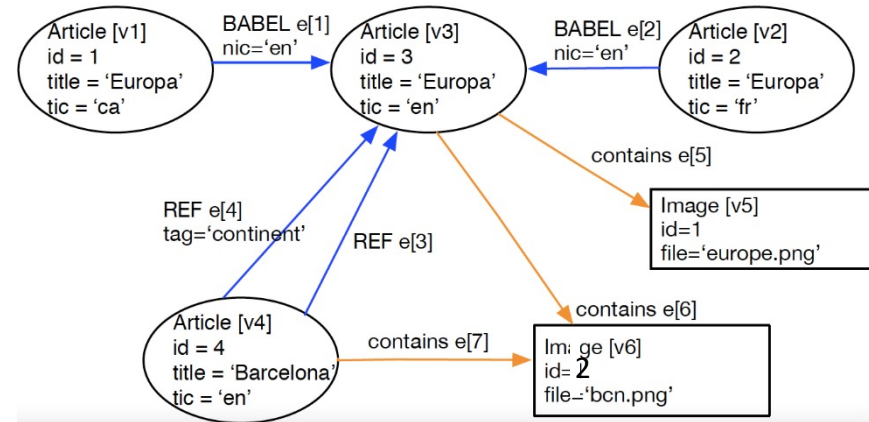 Article [v1]
id = 1
title = ‘Europa’
tic = ‘ca’
BABEL e[1]
nic=‘en’
Article [v3]
id = 3
title = ‘Europa’
tic = ‘en’
BABEL e[2]
nic=‘en’
Article [v2]
id = 2
title = ‘Europa’
tic = ‘fr’
contains e[5]
REF e[4]
tag=‘continent’
REF e[3]
Image [v5]
id=1
file=‘europe.png’
contains e[6]
Article [v4]
id = 4
title = ‘Barcelona’
tic = ‘en’
contains e[7]
Image [v6]
id=2
file=‘bcn.png’